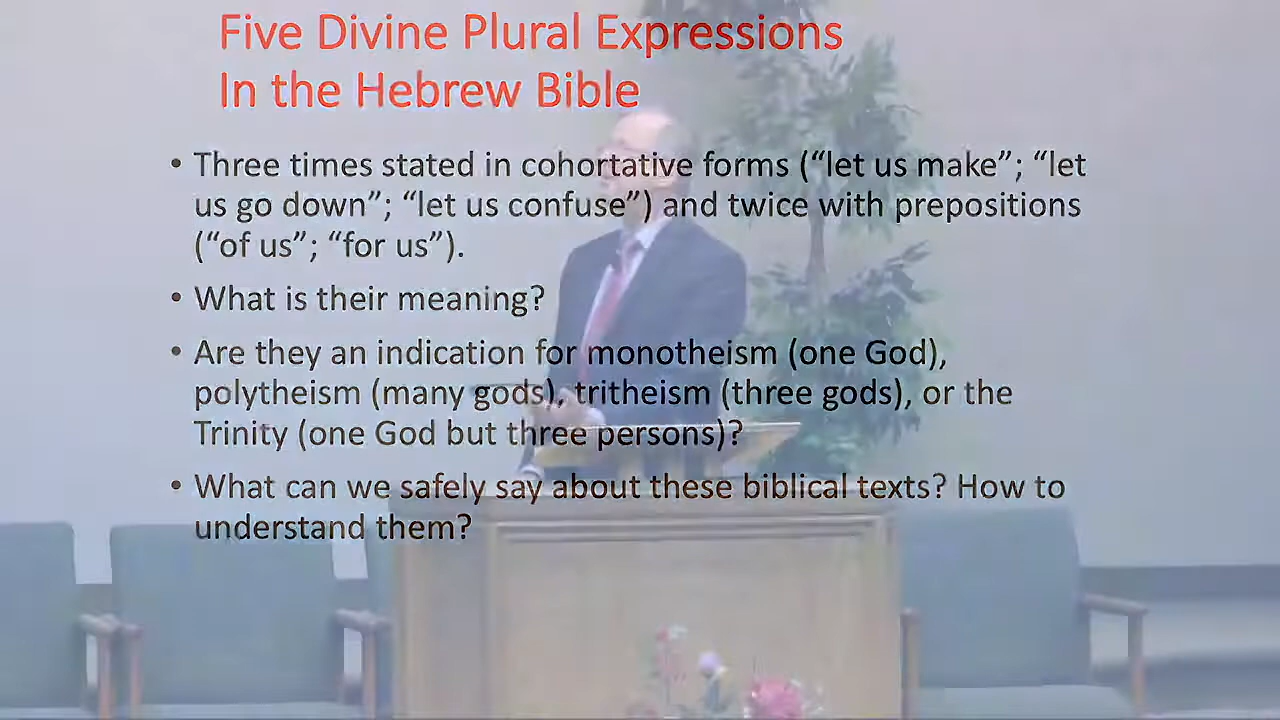 Five Divine Plural Expressions
In the Hebrew Bible
• Three times stated in cohortative forms (“let us make”; “let
us go down”; “let us confuse”) and twice with prepositions
(“of us”; “for us”).
• What is their meaning?
• Are they an indication for monotheism (one God),
polytheism (many gods), tritheism (three gods), or the
Trinity (one God but three persons)?
• What can we safely say about these biblical texts? How to
understand them?